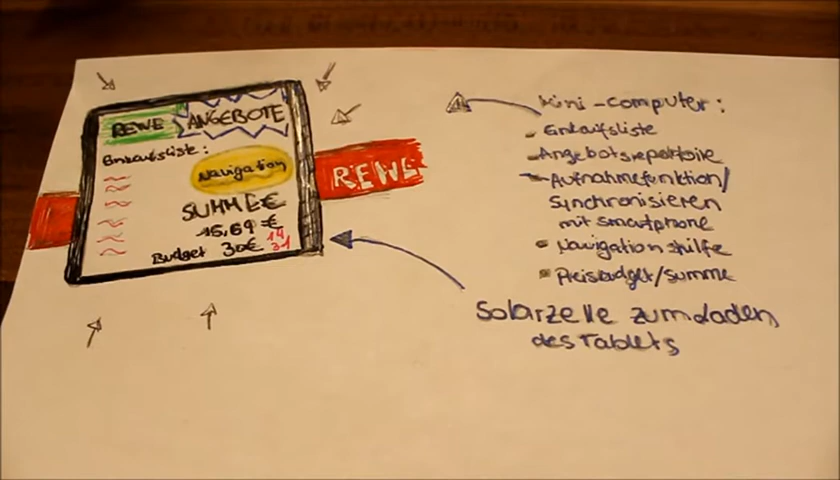 REWE ANGEBOTE
Einkaufsliste:
Navigation
REWE
SUMME €
15,69 €
Budget 30€
14
31
Mini-Computer:
- Einkaufsliste
- Angebotsrepertoire
- Aufnahmefunktion/
Synchronisieren
mit Smartphone
- Navigationshilfe
- Preisbudget/Summe
Solarzelle zum Laden
des Tablets